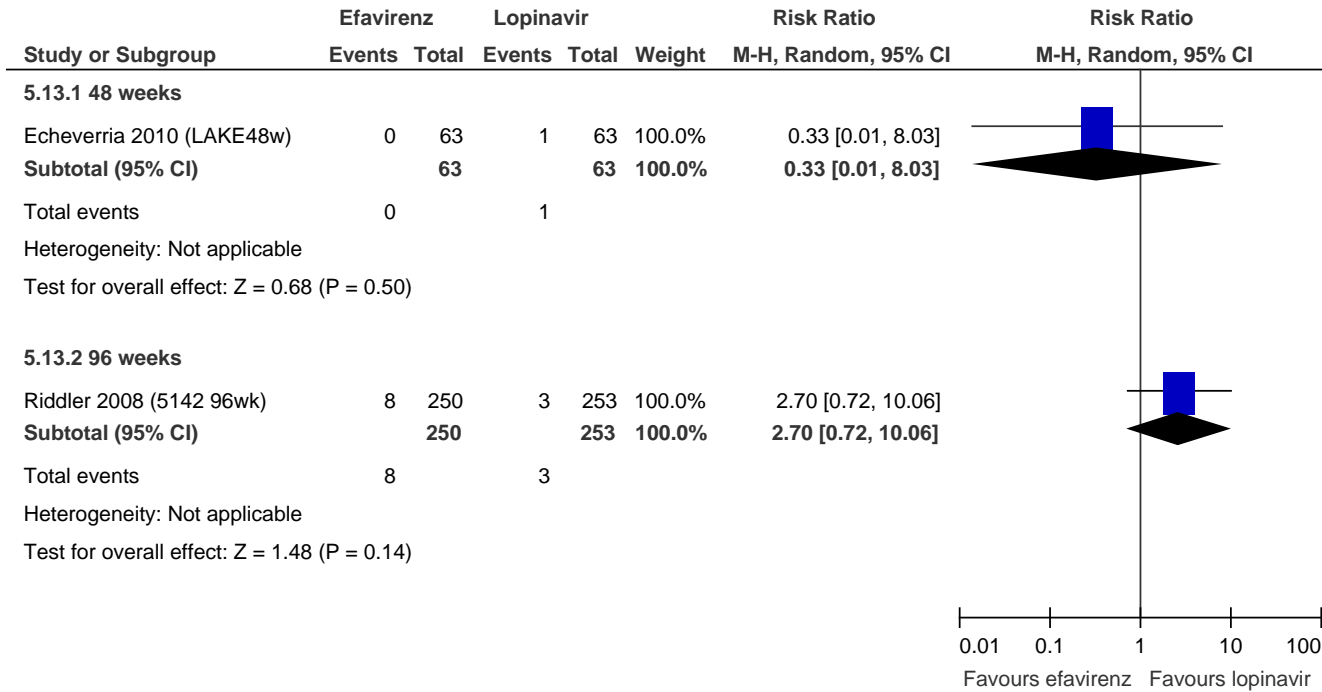 Efavirenz Lopinavir Risk Ratio Risk Ratio
Study or Subgroup Events Total Events Total Weight M-H, Random, 95% CI M-H, Random, 95% CI
5.13.1 48 weeks
Echeverria 2010 (LAKE48w) 0 63 1 63 100.0% 0.33 [0.01, 8.03]
Subtotal (95% CI) 63 63 100.0% 0.33 [0.01, 8.03]
Total events 0 1
Heterogeneity: Not applicable
Test for overall effect: Z = 0.68 (P = 0.50)
5.13.2 96 weeks
Riddler 2008 (5142 96wk) 8 250 3 253 100.0% 2.70 [0.72, 10.06]
Subtotal (95% CI) 250 253 100.0% 2.70 [0.72, 10.06]
Total events 8 3
Heterogeneity: Not applicable
Test for overall effect: Z = 1.48 (P = 0.14)
0.01 0.1 1 10 100
Favours efavirenz Favours lopinavir